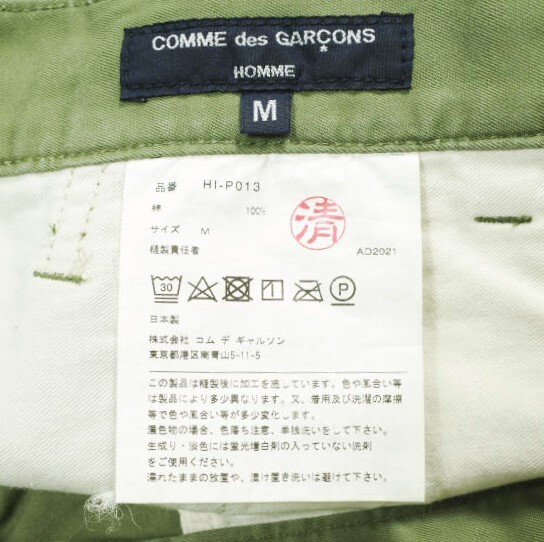 COMME des GARÇONS
HOMME
M
品番 HI-P013
綿 100%
サイズ M
縫製責任者 清 AD2021
30 P
日本製
株式会社 コム デ ギャルソン
東京都港区南青山5-11-5
この製品は縫製後に加工を施しています。色や風合い等
は製品により多少異なります。又、着用及び洗濯の摩擦
等で色や風合い等が多少変化します。
濃色物の場合、色落ち注意、単独洗いをして下さい。
生成り・淡色には蛍光増白剤の入っていない洗剤
をご使用ください。
濡れたままの放置や、漬け置き洗いは避けて下さい。